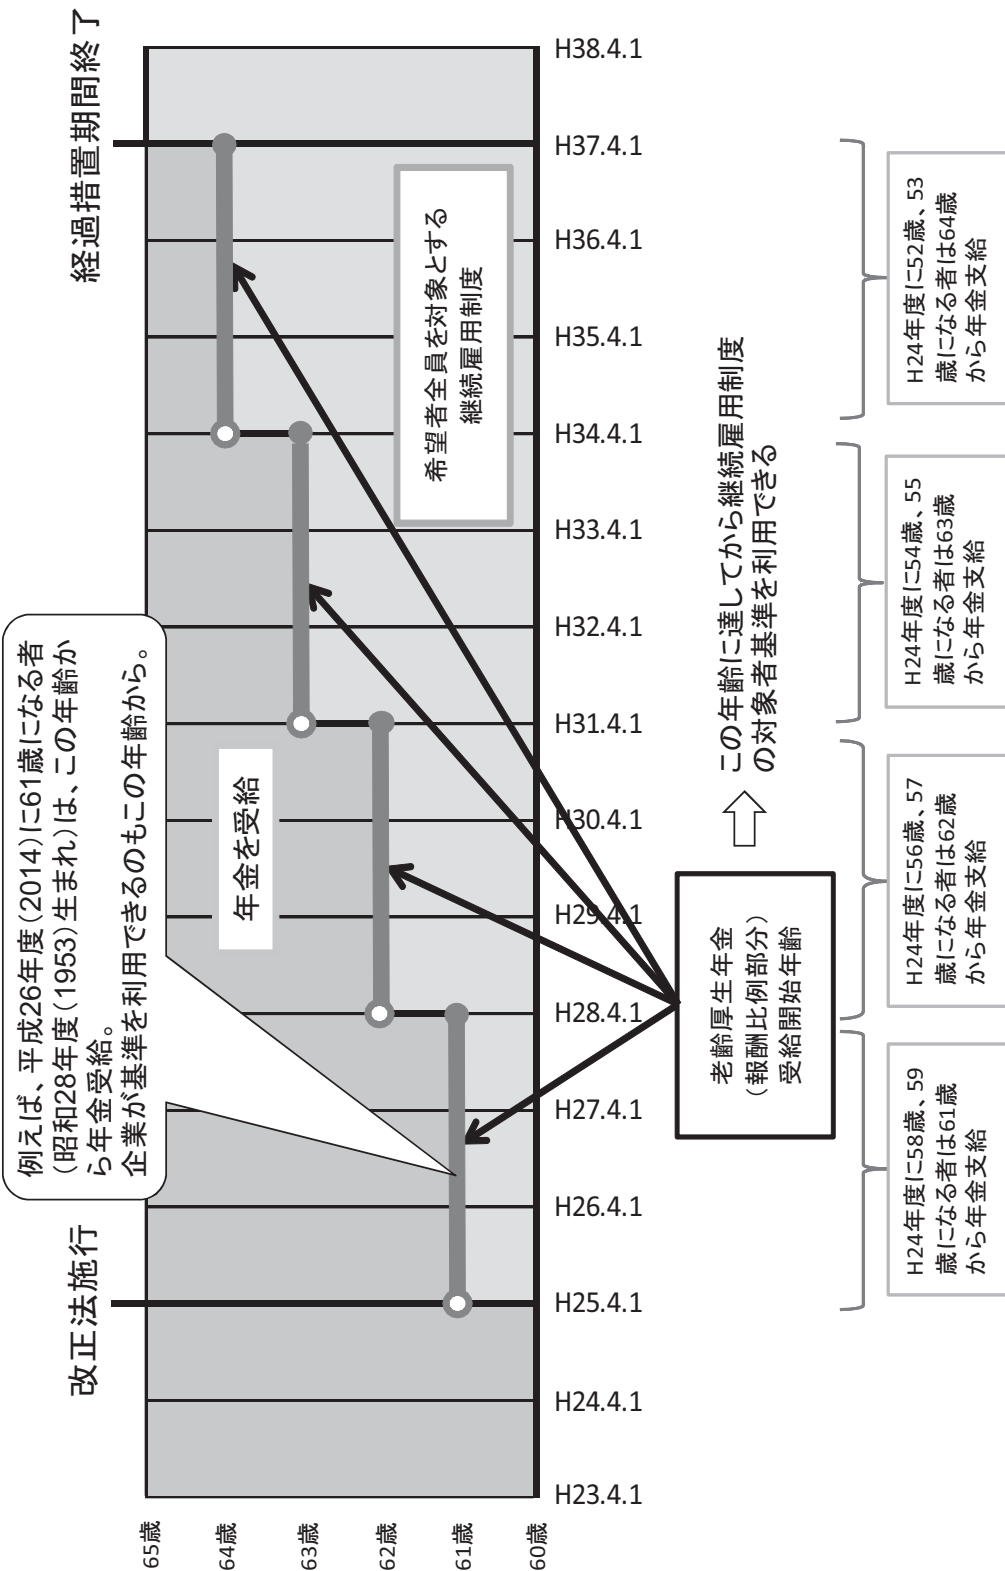 改正法施行
経過措置期間終了
例えば、平成26年度(2014)に61歳になる者
(昭和28年度(1953)生まれ)は、この年齢か
ら年金受給。
企業が基準を利用できるのもこの年齢から。
年金を受給
希望者全員を対象とする
継続雇用制度
65歳
64歳
63歳
62歳
61歳
60歳
H23.4.1
H24.4.1
H25.4.1
H26.4.1
H27.4.1
H28.4.1
H29.4.1
H30.4.1
H31.4.1
H32.4.1
H33.4.1
H34.4.1
H35.4.1
H36.4.1
H37.4.1
H38.4.1
老齢厚生年金
(報酬比例部分)
受給開始年齢
この年齢に達してから継続雇用制度
の対象者基準を利用できる
H24年度に58歳、59
歳になる者は61歳
から年金支給
H24年度に56歳、57
歳になる者は62歳
から年金支給
H24年度に54歳、55
歳になる者は63歳
から年金支給
H24年度に52歳、53
歳になる者は64歳
から年金支給